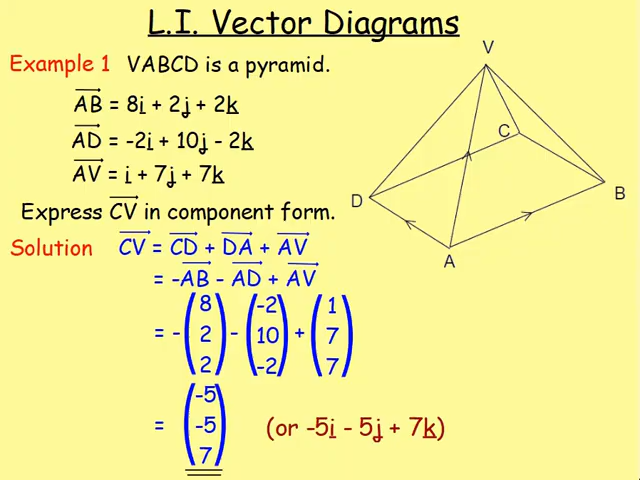 L.I. Vector Diagrams
Example 1 VABCD is a pyramid.
AB = 8i + 2j + 2k
AD = -2i + 10j - 2k
AV = i + 7j + 7k
Express CV in component form.
Solution CV = CD + DA + AV
= -AB - AD + AV
= -(8 2 2) - (-2 10 -2) + (1 7 7)
= (-5 -5 7) (or -5i - 5j + 7k)
V
C
D
B
A